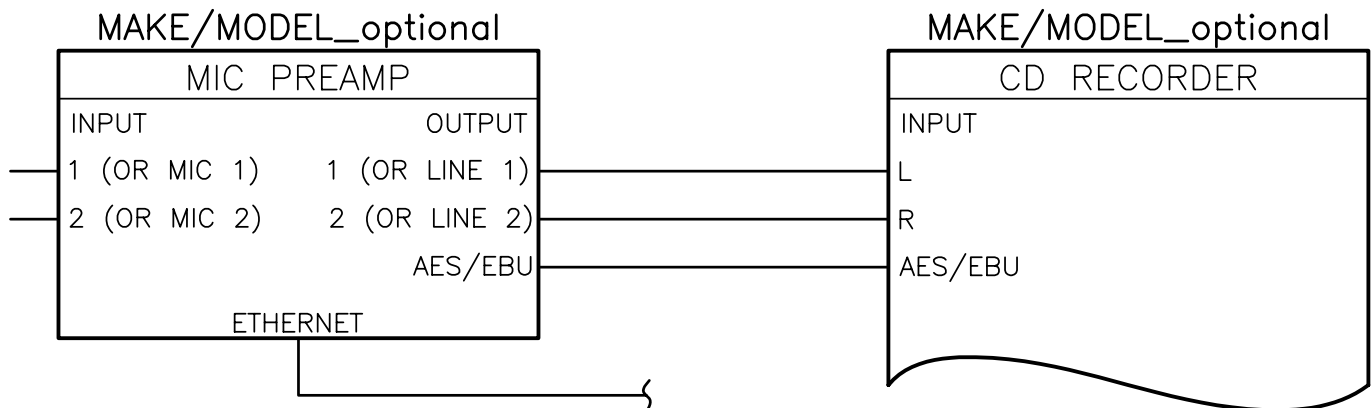 MAKE/MODEL_optional
MIC PREAMP
INPUT OUTPUT
1 (OR MIC 1) 1 (OR LINE 1)
2 (OR MIC 2) 2 (OR LINE 2)
AES/EBU
ETHERNET
MAKE/MODEL_optional
CD RECORDER
INPUT
L
R
AES/EBU